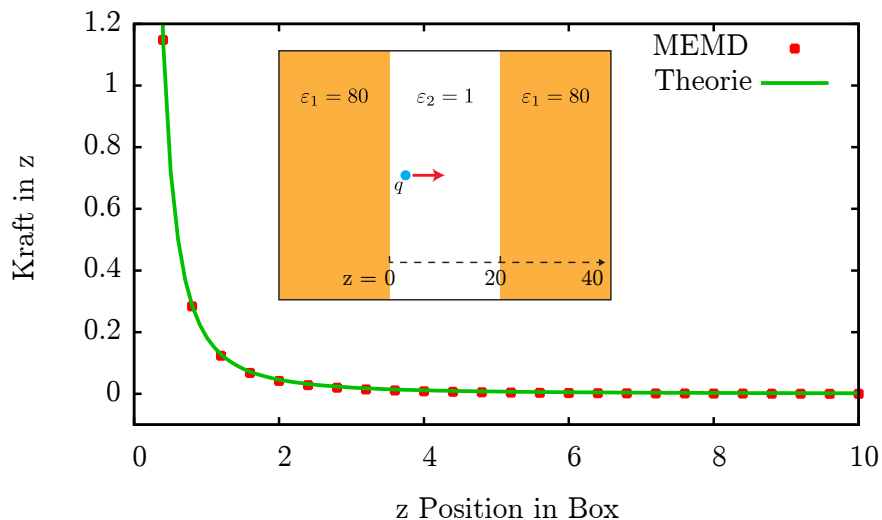 Kraft in z
1.2
1
0.8
0.6
0.4
0.2
0
MEMD
Theorie
ε₁ = 80
ε₂ = 1
ε₁ = 80
q
z = 0
20
40
0
2
4
6
8
10
z Position in Box